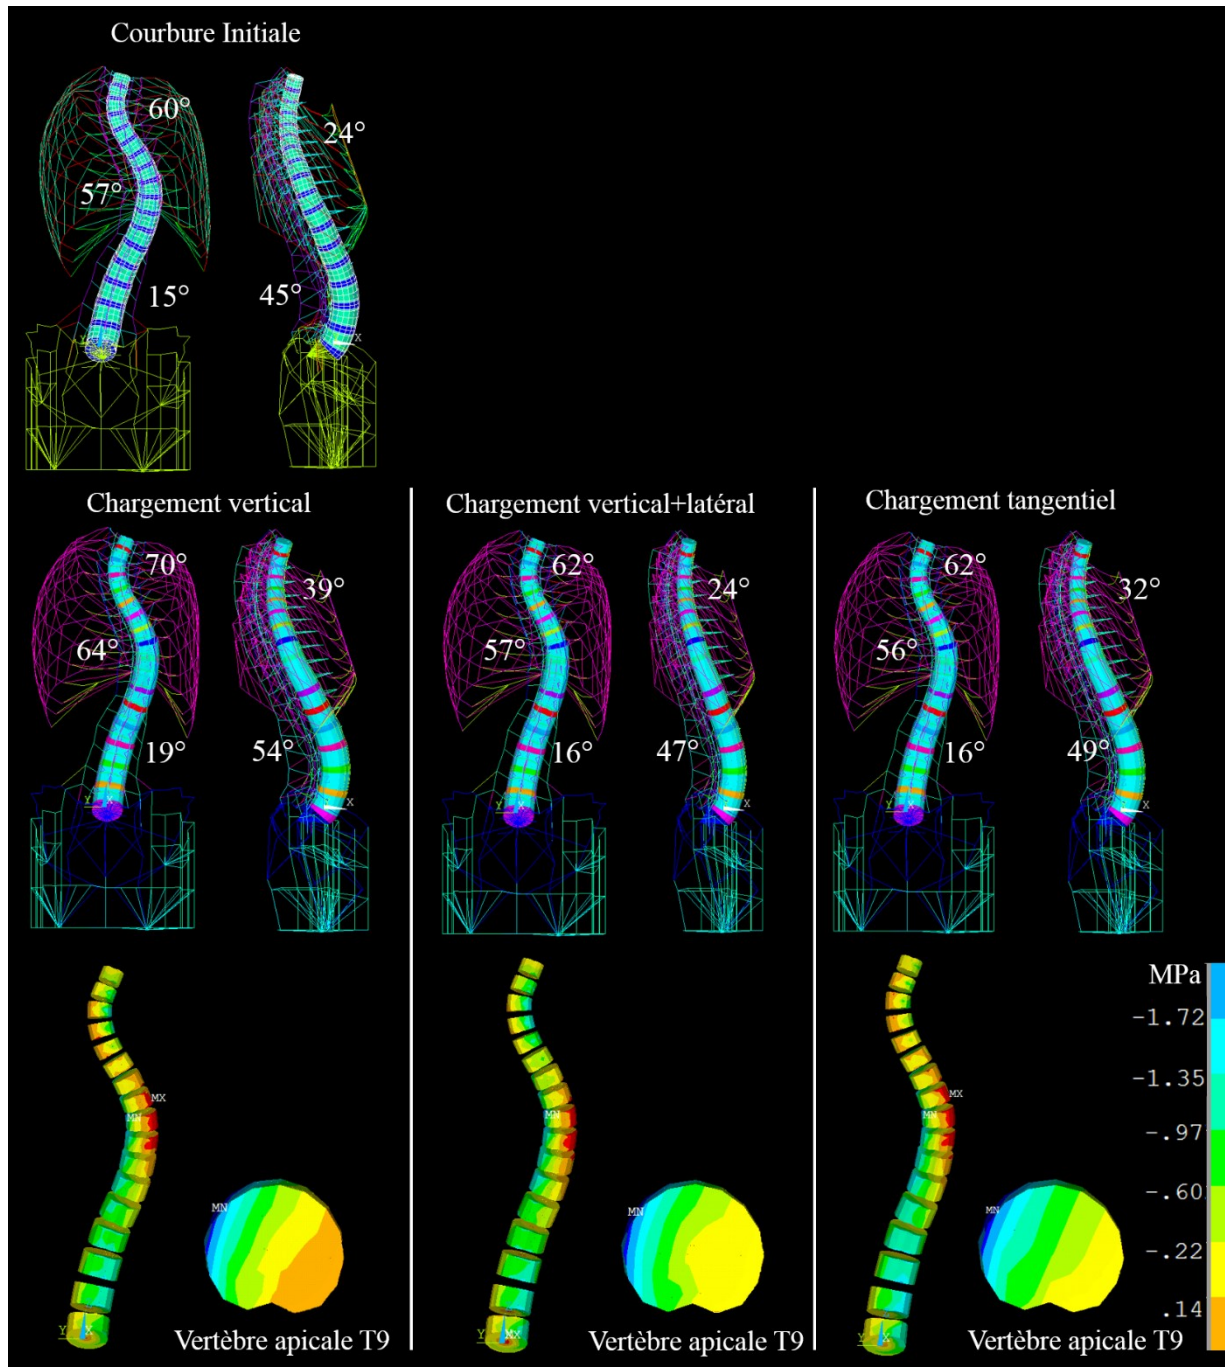 Courbure Initiale
60°
24°
57°
15°
45°
Y
X
X
Chargement vertical
70°
39°
64°
19°
54°
Y
X
X
Chargement vertical+latéral
62°
24°
57°
16°
47°
Y
X
X
Chargement tangentiel
62°
32°
56°
16°
49°
Y
X
X
MX
MN
MN
Y
X
Vertèbre apicale T9
MN
MN
Y
MX
Vertèbre apicale T9
MX
MN
MN
Y
X
Vertèbre apicale T9
MPa
-1.72
-1.35
-.97
-.60
-.22
.14